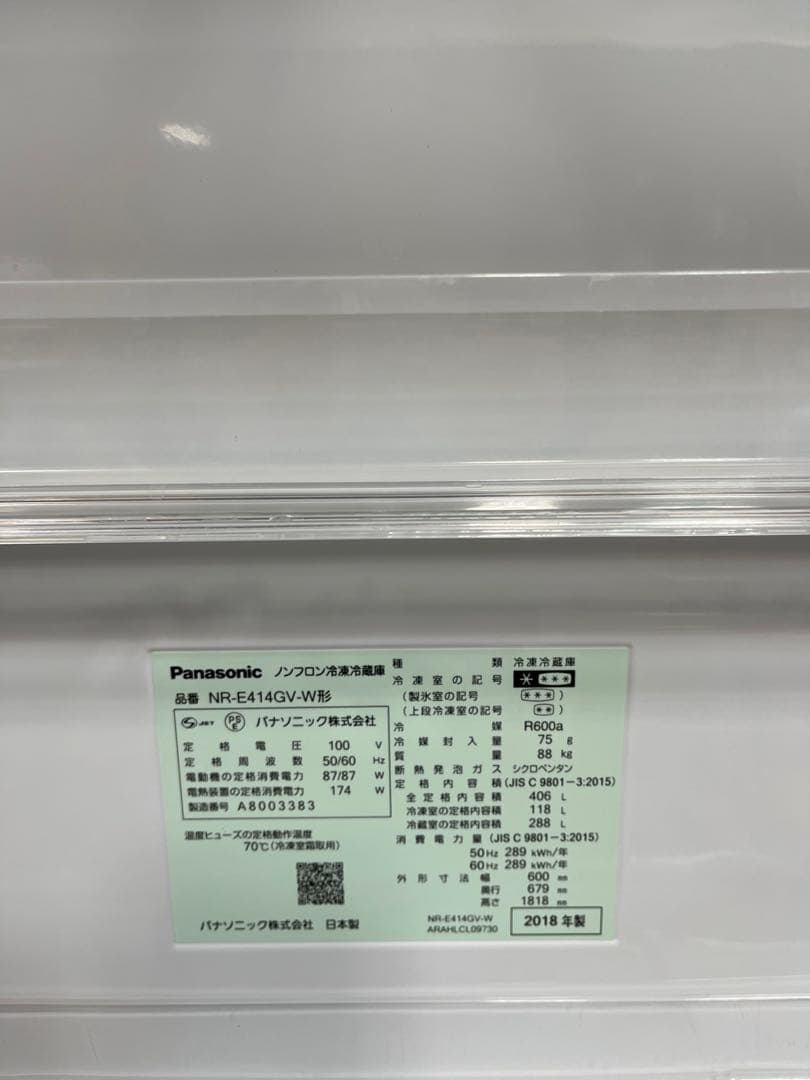 Panasonic ノンフロン冷凍冷蔵庫
品番 NR-E414GV-W形
JET PSE パナソニック株式会社
定格電圧 100 V
定格周波数 50/60 Hz
電動機の定格消費電力 87/87 W
電熱装置の定格消費電力 174 W
製造番号 A8003383
温度ヒューズの定格動作温度
70℃(冷凍室霜取用)
パナソニック株式会社 日本製
種類 冷凍冷蔵庫
冷凍室の記号 ****
(製氷室の記号 *** )
(上段冷凍室の記号 ** )
冷媒 R600a
冷媒封入量 75 g
質量 88 kg
断熱発泡ガス シクロペンタン
定格内容積 (JIS C 9801-3:2015)
全定格内容積 406 L
冷凍室の定格内容積 118 L
冷蔵室の定格内容積 288 L
消費電力量 (JIS C 9801-3:2015)
50Hz 289 kWh/年
60Hz 289 kWh/年
外形寸法 幅 600 mm
奥行 679 mm
高さ 1818 mm
NR-E414GV-W
ARAHLCL09730
2018年製